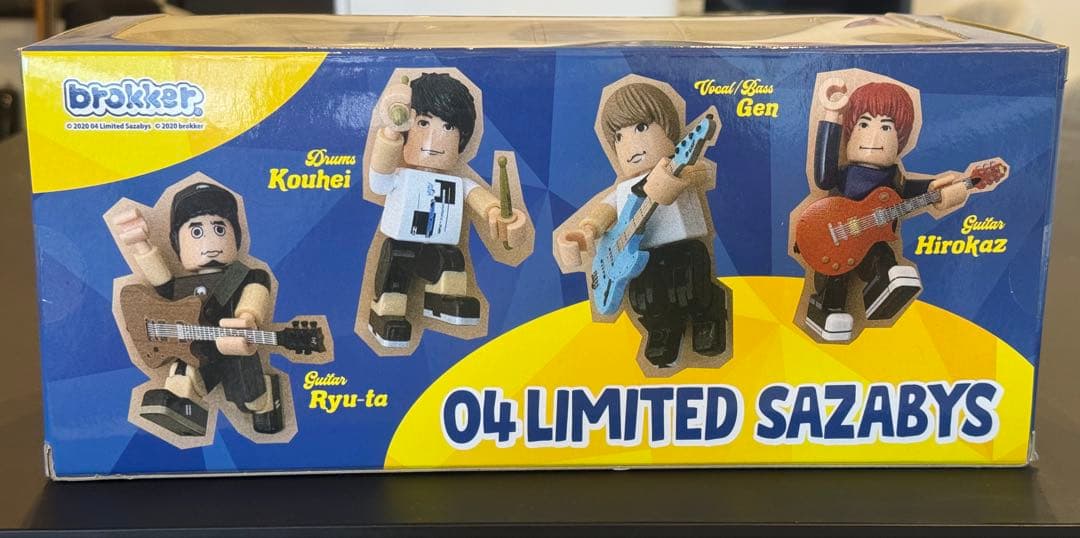 brokker.
© 2020 04 Limited Sazabys © 2020 brokker
Drums
Kouhei
Vocal/Bass
Gen
Guitar
Hirokaz
Guitar
Ryu-ta
04 LIMITED SAZABYS